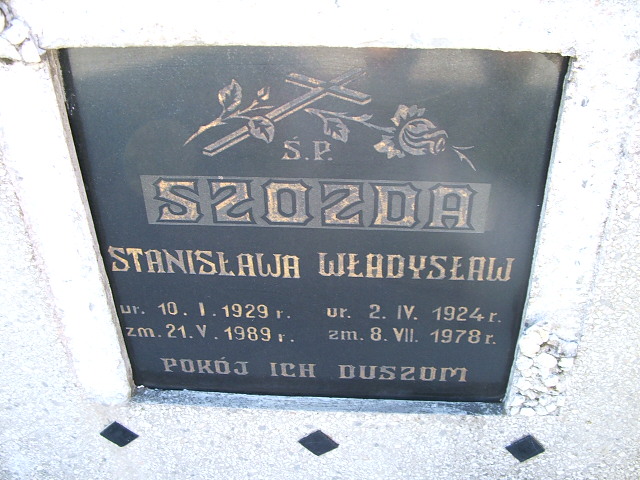 Ś.P.
SZOZDA
STANISŁAWA WŁADYSŁAW
ur. 10. I. 1929 r. ur. 2. IV. 1924 r.
zm. 21. V. 1989 r. zm. 8. VII. 1978 r.
POKÓJ ICH DUSZOM